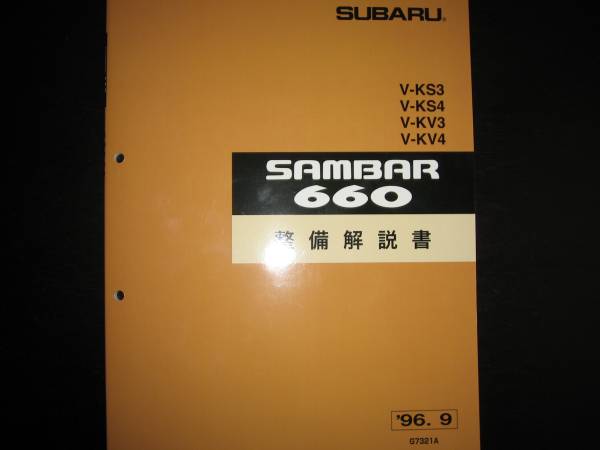 SUBARU®
V-KS3
V-KS4
V-KV3
V-KV4
SAMBAR
660
整備解説書
'96. 9
G7321A